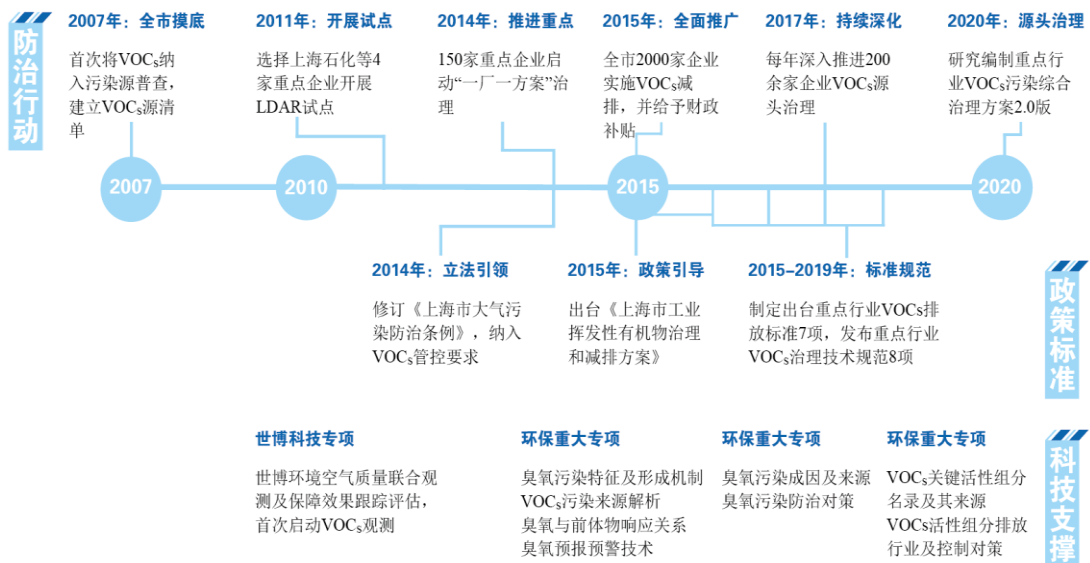 防治行动
2007年：全市摸底
首次将VOCs纳
入污染源普查，
建立VOCs源清
单
2011年：开展试点
选择上海石化等4
家重点企业开展
LDAR试点
2014年：推进重点
150家重点企业启
动“一厂一方案”治
理
2015年：全面推广
全市2000家企业
实施VOCs减
排，并给予财政
补贴
2017年：持续深化
每年深入推进200
余家企业VOCs源
头治理
2020年：源头治理
研究编制重点行
业VOCs污染综合
治理方案2.0版
2007
2010
2015
2020
2014年：立法引领
修订《上海市大气污
染防治条例》，纳入
VOCs管控要求
2015年：政策引导
出台《上海市工业
挥发性有机物治理
和减排方案》
2015-2019年：标准规范
制定出台重点行业VOCs排
放标准7项，发布重点行业
VOCs治理技术规范8项
政策标准
世博科技专项
世博环境空气质量联合观
测及保障效果跟踪评估，
首次启动VOCs观测
环保重大专项
臭氧污染特征及形成机制
VOCs污染来源解析
臭氧与前体物响应关系
臭氧预报预警技术
环保重大专项
臭氧污染成因及来源
臭氧污染防治对策
环保重大专项
VOCs关键活性组分
名录及其来源
VOCs活性组分排放
行业及控制对策
科技支撑